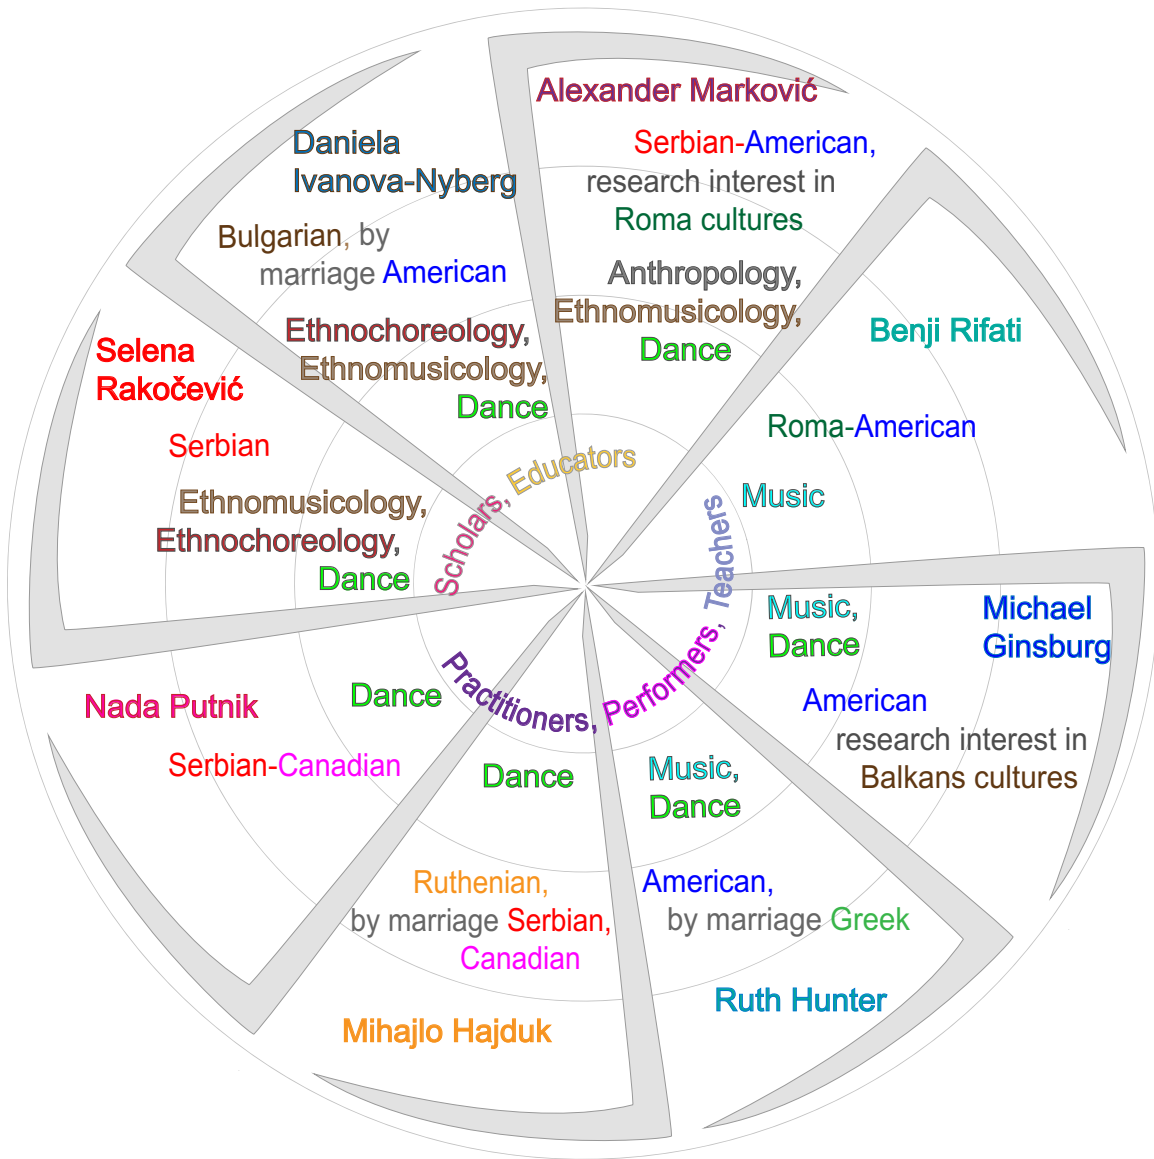 Alexander Marković
Serbian-American,
research interest in
Roma cultures
Anthropology,
Ethnomusicology,
Dance
Benji Rifati
Roma-American
Music
Michael
Ginsburg
Music,
Dance
American
research interest in
Balkans cultures
Music,
Dance
American,
by marriage Greek
Ruth Hunter
Dance
Ruthenian,
by marriage Serbian,
Canadian
Mihajlo Hajduk
Dance
Nada Putnik
Serbian-Canadian
Selena
Rakočević
Serbian
Ethnomusicology,
Ethnochoreology,
Dance
Daniela
Ivanova-Nyberg
Bulgarian, by
marriage American
Ethnochoreology,
Ethnomusicology,
Dance
Scholars, Educators
Practitioners, Performers, Teachers